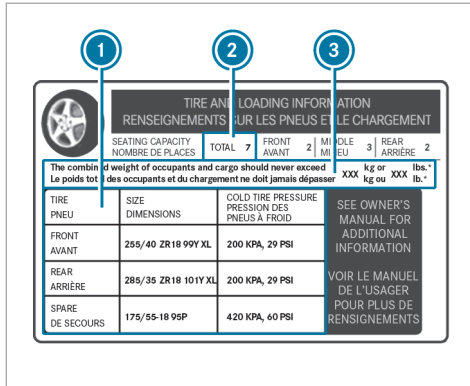 1 2 3
TIRE AND LOADING INFORMATION
RENSEIGNEMENTS SUR LES PNEUS ET LE CHARGEMENT
SEATING CAPACITY TOTAL 7 FRONT 2 MIDDLE 3 REAR 2
NOMBRE DE PLACES AVANT MILIEU ARRIÈRE
The combined weight of occupants and cargo should never exceed XXX kg or XXX lbs.*
Le poids total des occupants et du chargement ne doit jamais dépasser kg ou lb.*
TIRE
PNEU
SIZE
DIMENSIONS
COLD TIRE PRESSURE
PRESSION DES
PNEUS À FROID
FRONT
AVANT
255/40 ZR18 99Y XL
200 KPA, 29 PSI
REAR
ARRIÈRE
285/35 ZR18 101Y XL
200 KPA, 29 PSI
SPARE
DE SECOURS
175/55-18 95P
420 KPA, 60 PSI
SEE OWNER'S
MANUAL FOR
ADDITIONAL
INFORMATION
VOIR LE MANUEL
DE L'USAGER
POUR PLUS DE
RENSIGNEMENTS